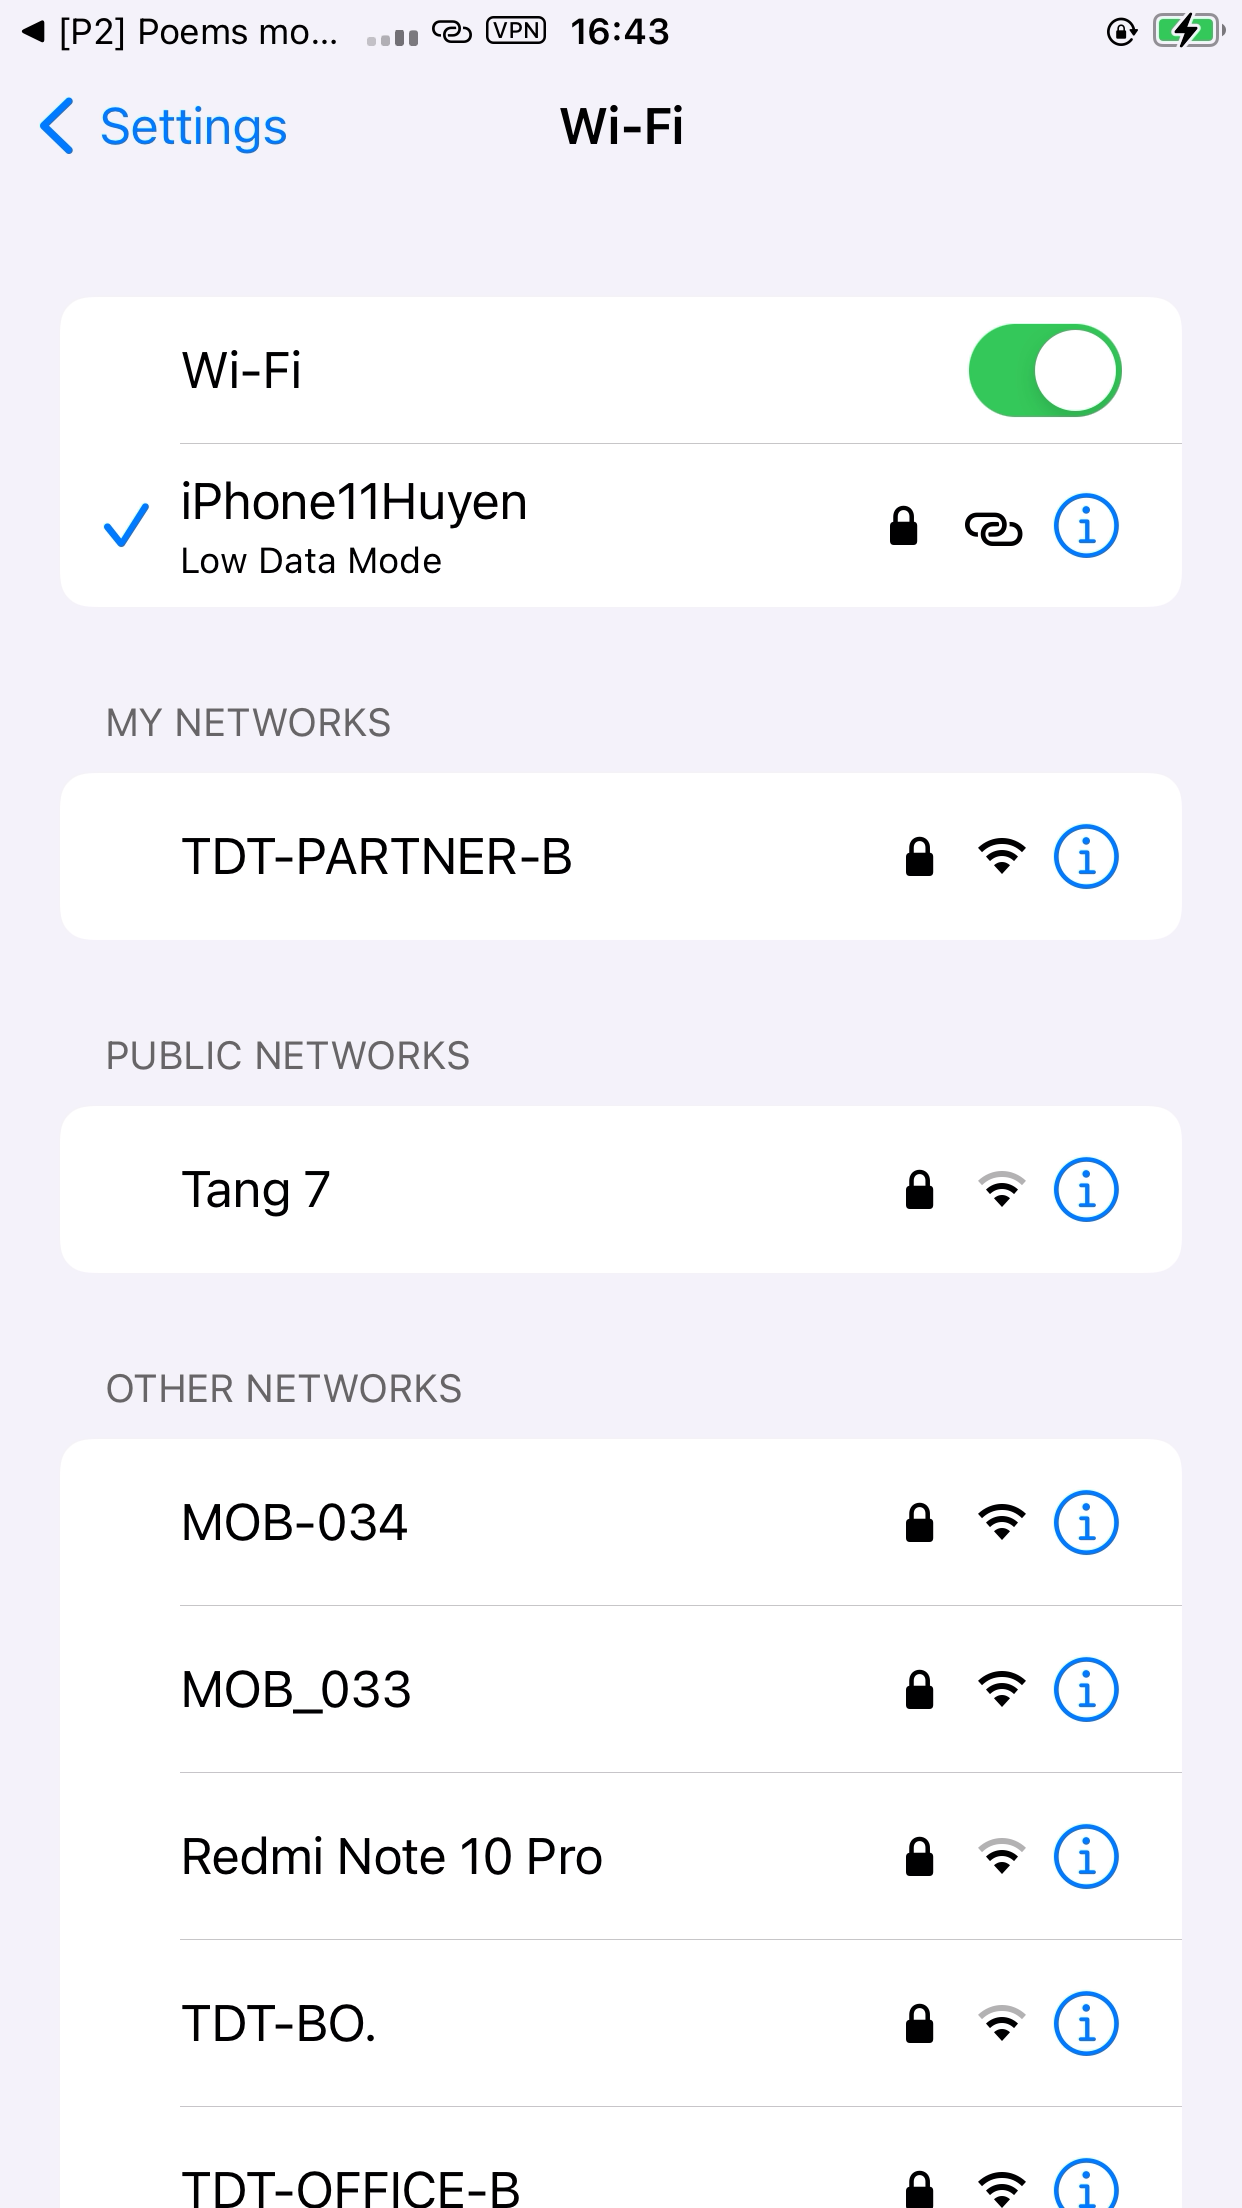 [P2] Poems mo... VPN 16:43
Settings
Wi-Fi
Wi-Fi
iPhone11Huyen
Low Data Mode
MY NETWORKS
TDT-PARTNER-B
PUBLIC NETWORKS
Tang 7
OTHER NETWORKS
MOB-034
MOB_033
Redmi Note 10 Pro
TDT-BO.
TDT-OFFICE-B